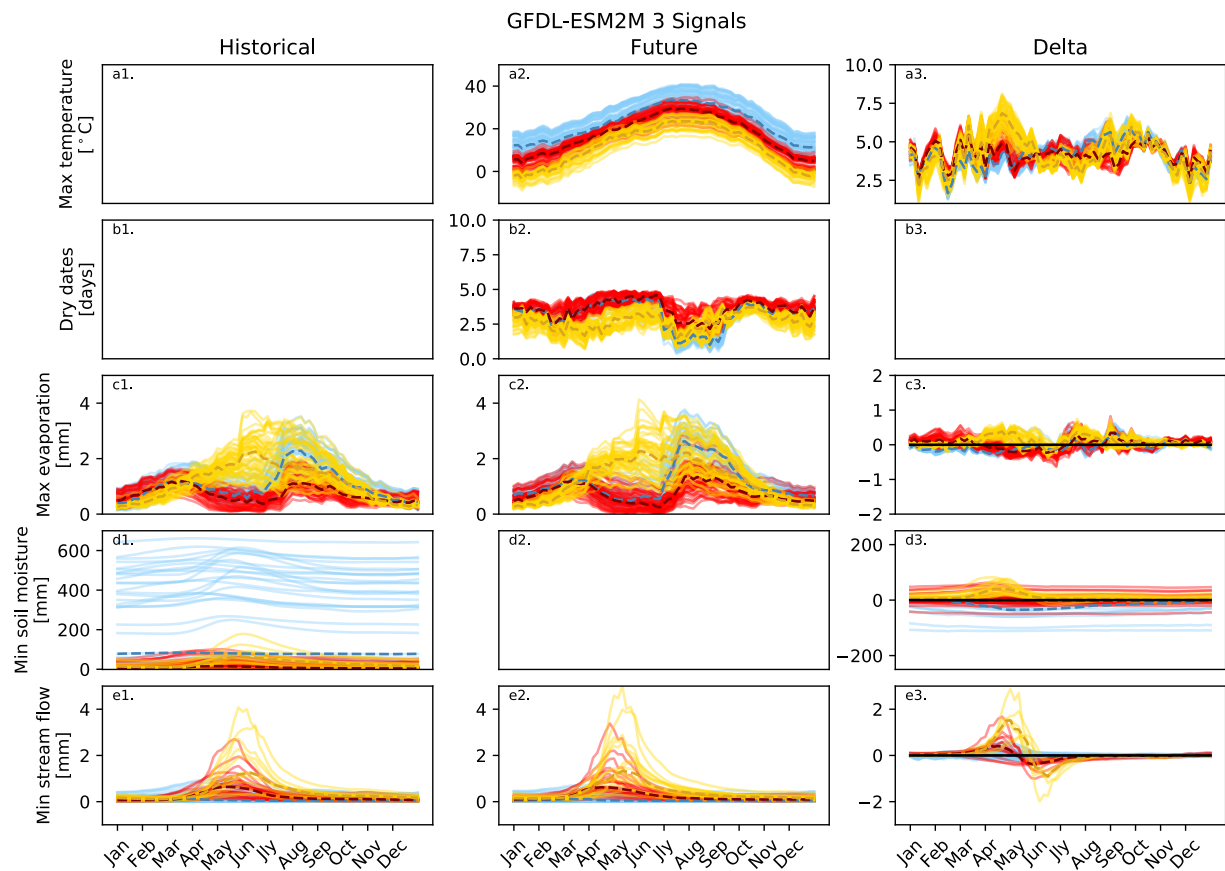 GFDL-ESM2M 3 Signals
Historical
Future
Delta
Max temperature
[°C]
a1.
a2.
40
20
0
a3.
10.0
7.5
5.0
2.5
Dry dates
[days]
b1.
b2.
10.0
7.5
5.0
2.5
0.0
b3.
Max evaporation
[mm]
c1.
4
2
0
c2.
4
2
0
c3.
2
1
0
−1
−2
Min soil moisture
[mm]
d1.
600
400
200
0
d2.
d3.
200
0
−200
Min stream flow
[mm]
e1.
4
2
0
e2.
4
2
0
e3.
2
0
−2
Jan Feb Mar Apr May Jun Jly Aug Sep Oct Nov Dec
Jan Feb Mar Apr May Jun Jly Aug Sep Oct Nov Dec
Jan Feb Mar Apr May Jun Jly Aug Sep Oct Nov Dec